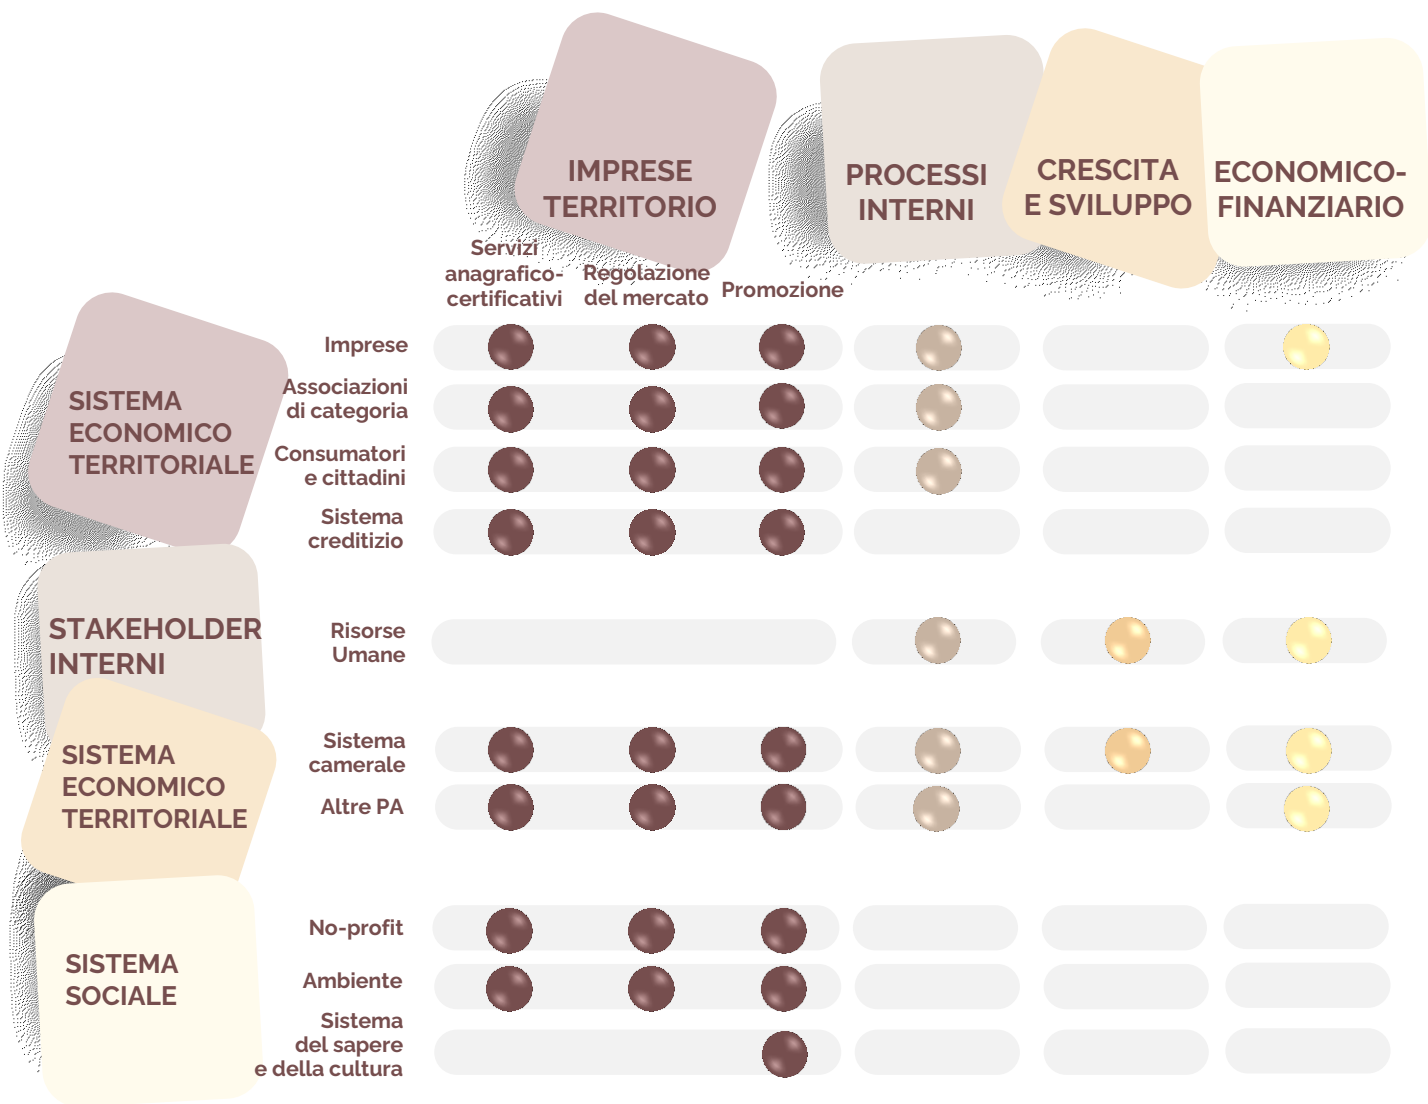 IMPRESE
TERRITORIO
PROCESSI
INTERNI
CRESCITA
E SVILUPPO
ECONOMICO-
FINANZIARIO
Servizi
anagrafico-
certificativi
Regolazione
del mercato
Promozione
SISTEMA
ECONOMICO
TERRITORIALE
Imprese
Associazioni
di categoria
Consumatori
e cittadini
Sistema
creditizio
STAKEHOLDER
INTERNI
Risorse
Umane
SISTEMA
ECONOMICO
TERRITORIALE
Sistema
camerale
Altre PA
SISTEMA
SOCIALE
No-profit
Ambiente
Sistema
del sapere
e della cultura